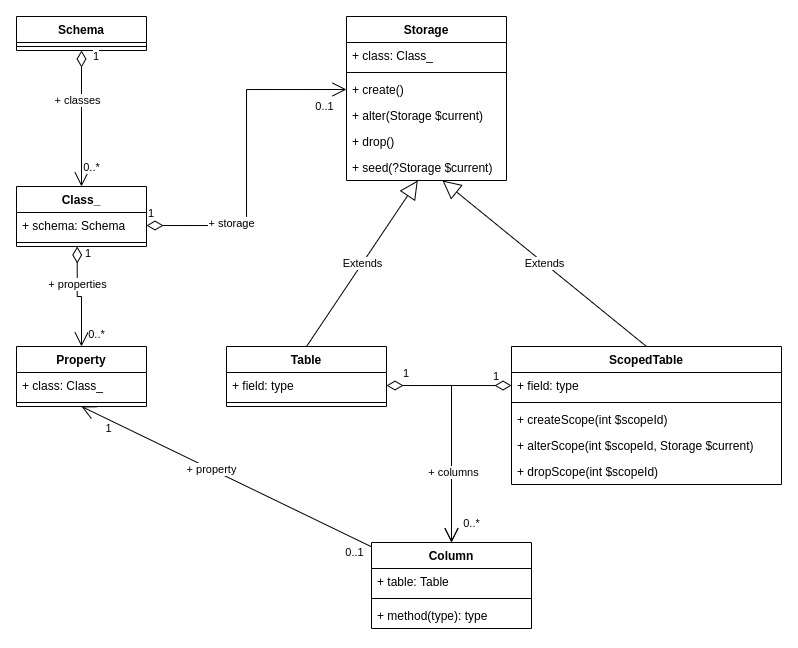 Schema
1
+ classes
0..*
Class_
+ schema: Schema
1
+ storage
0..1
Storage
+ class: Class_
+ create()
+ alter(Storage $current)
+ drop()
+ seed(?Storage $current)
1
+ properties
0..*
Property
+ class: Class_
Extends
Extends
Table
+ field: type
1
1
ScopedTable
+ field: type
+ createScope(int $scopeId)
+ alterScope(int $scopeId, Storage $current)
+ dropScope(int $scopeId)
1
+ property
0..1
+ columns
0..*
Column
+ table: Table
+ method(type): type